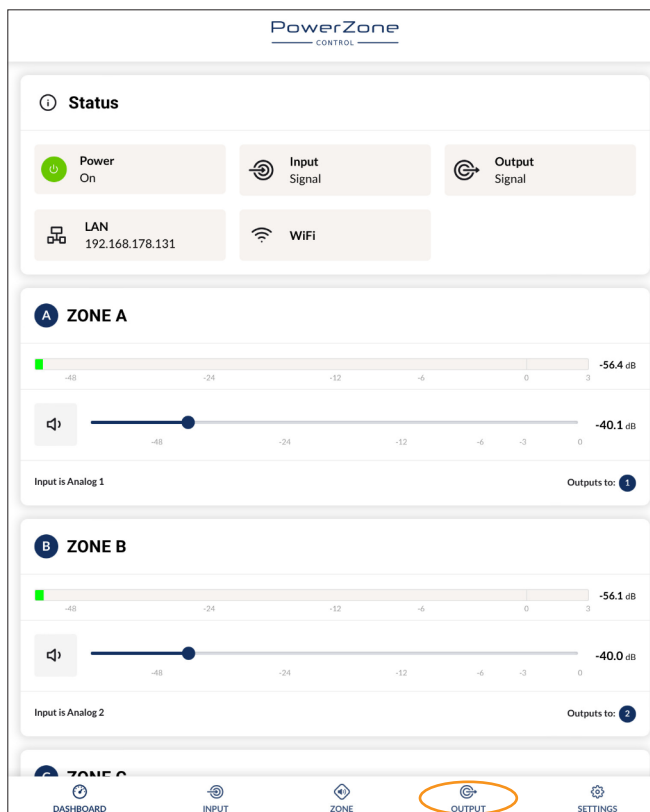 PowerZone
CONTROL
Status
Power
On
Input
Signal
Output
Signal
LAN
192.168.178.131
WiFi
A ZONE A
-56.4 dB
-48 -24 -12 -6 0 3
-40.1 dB
-48 -24 -12 -6 -3 0
Input is Analog 1 Outputs to: 1
B ZONE B
-56.1 dB
-48 -24 -12 -6 0 3
-40.0 dB
-48 -24 -12 -6 -3 0
Input is Analog 2 Outputs to: 2
C ZONE C
DASHBOARD INPUT ZONE OUTPUT SETTINGS